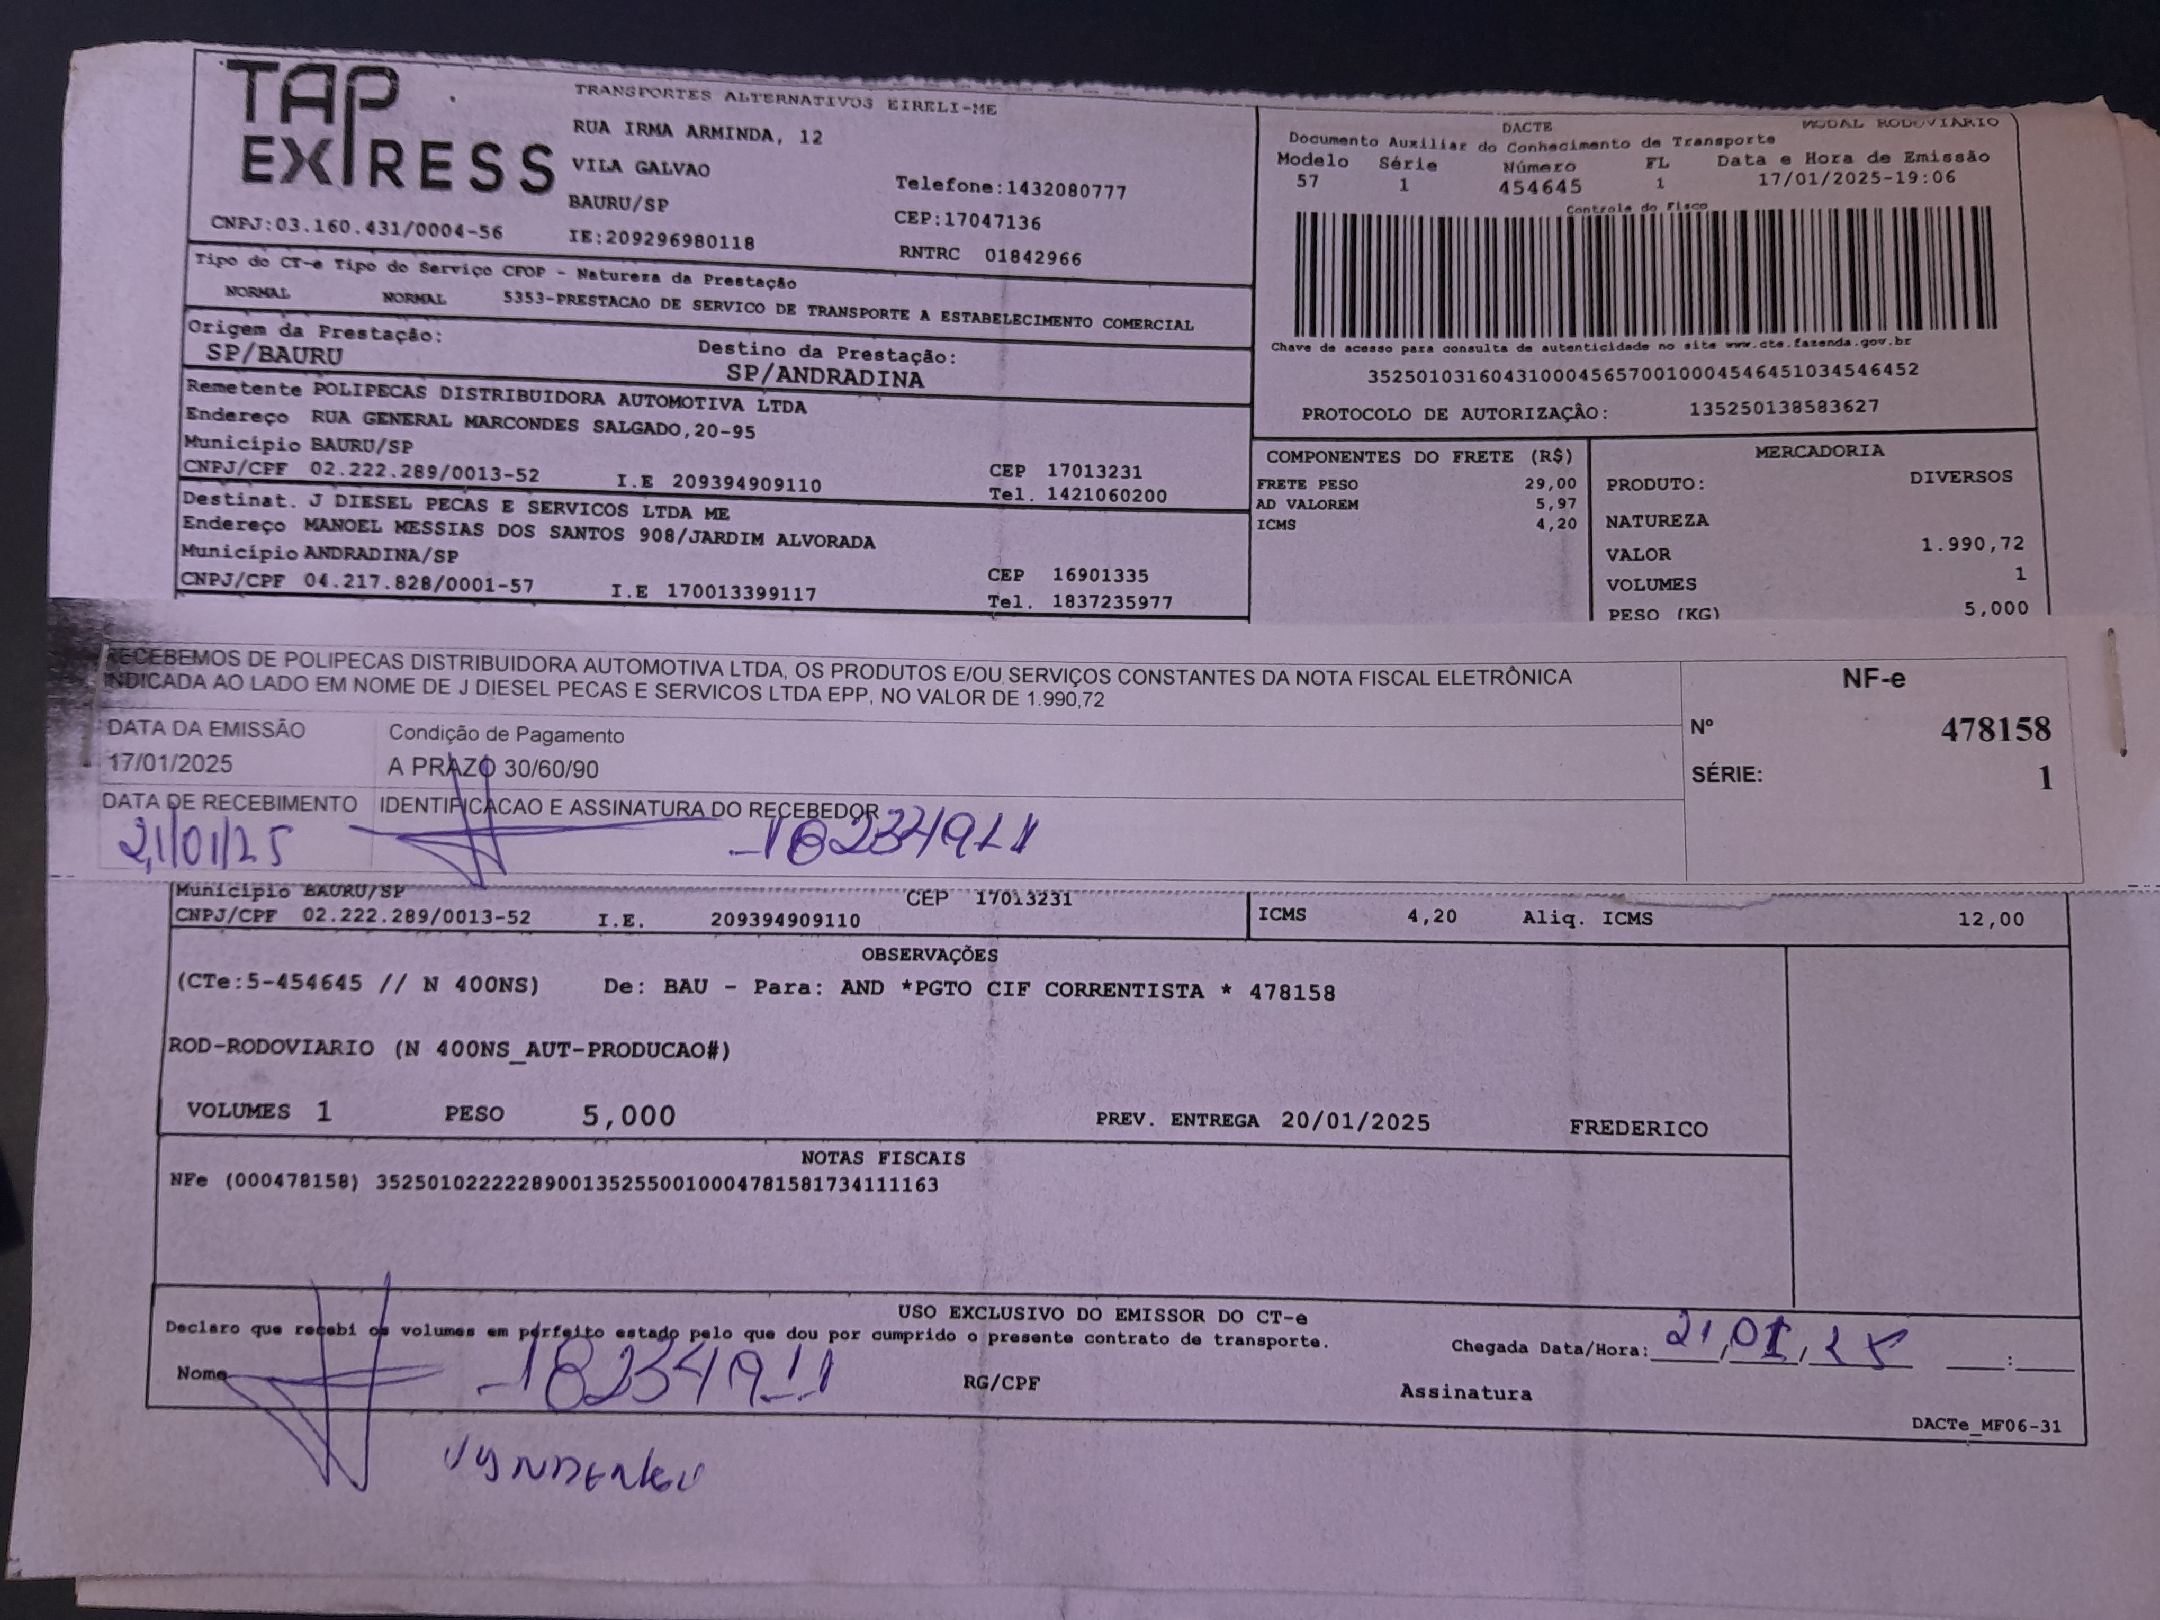 TAP EXPRESS
TRANSPORTES ALTERNATIVOS EIRELI-ME
RUA IRMA ARMINDA, 12
VILA GALVAO
BAURU/SP
Telefone:1432080777
CEP:17047136
CNPJ:03.160.431/0004-56
IE:209296980118
RNTRC 01842966
Tipo do CT-e Tipo do Serviço CFOP - Natureza da Prestação
NORMAL NORMAL 5353-PRESTACAO DE SERVICO DE TRANSPORTE A ESTABELECIMENTO COMERCIAL
Origem da Prestação:
SP/BAURU
Destino da Prestação:
SP/ANDRADINA
Remetente POLIPECAS DISTRIBUIDORA AUTOMOTIVA LTDA
Endereço RUA GENERAL MARCONDES SALGADO,20-95
Município BAURU/SP
CNPJ/CPF 02.222.289/0013-52 I.E 209394909110
CEP 17013231
Tel. 1421060200
Destinat. J DIESEL PECAS E SERVICOS LTDA ME
Endereço MANOEL MESSIAS DOS SANTOS 908/JARDIM ALVORADA
Município ANDRADINA/SP
CNPJ/CPF 04.217.828/0001-57 I.E 170013399117
CEP 16901335
Tel. 1837235977
DACTE MODAL RODOVIARIO
Documento Auxiliar do Conhecimento de Transporte
Modelo Série Número FL Data e Hora de Emissão
57 1 454645 1 17/01/2025-19:06
Controle do Fisco
Chave de acesso para consulta de autenticidade no site www.cte.fazenda.gov.br
35250103160431000456570010004546451034546452
PROTOCOLO DE AUTORIZAÇÃO: 135250138583627
COMPONENTES DO FRETE (R$)
FRETE PESO 29,00
AD VALOREM 5,97
ICMS 4,20
MERCADORIA
PRODUTO: DIVERSOS
NATUREZA
VALOR 1.990,72
VOLUMES 1
PESO (KG) 5,000
RECEBEMOS DE POLIPECAS DISTRIBUIDORA AUTOMOTIVA LTDA, OS PRODUTOS E/OU SERVIÇOS CONSTANTES DA NOTA FISCAL ELETRÔNICA
INDICADA AO LADO EM NOME DE J DIESEL PECAS E SERVICOS LTDA EPP, NO VALOR DE 1.990,72
NF-e
Nº 478158
SÉRIE: 1
DATA DA EMISSÃO
17/01/2025
Condição de Pagamento
A PRAZO 30/60/90
DATA DE RECEBIMENTO
21/01/25
IDENTIFICACAO E ASSINATURA DO RECEBEDOR
Município BAURU/SP CEP 17013231
CNPJ/CPF 02.222.289/0013-52 I.E. 209394909110
ICMS 4,20 Aliq. ICMS 12,00
OBSERVAÇÕES
(CTe:5-454645 // N 400NS) De: BAU - Para: AND *PGTO CIF CORRENTISTA * 478158
ROD-RODOVIARIO (N 400NS_AUT-PRODUCAO#)
VOLUMES 1 PESO 5,000 PREV. ENTREGA 20/01/2025 FREDERICO
NOTAS FISCAIS
NFe (000478158) 35250102222289001352550010004781581734111163
USO EXCLUSIVO DO EMISSOR DO CT-e
Declaro que recebi os volumes em perfeito estado pelo que dou por cumprido o presente contrato de transporte.
Chegada Data/Hora: 21,01,25 __:__
Nome
RG/CPF
Assinatura
DACTe_MF06-31